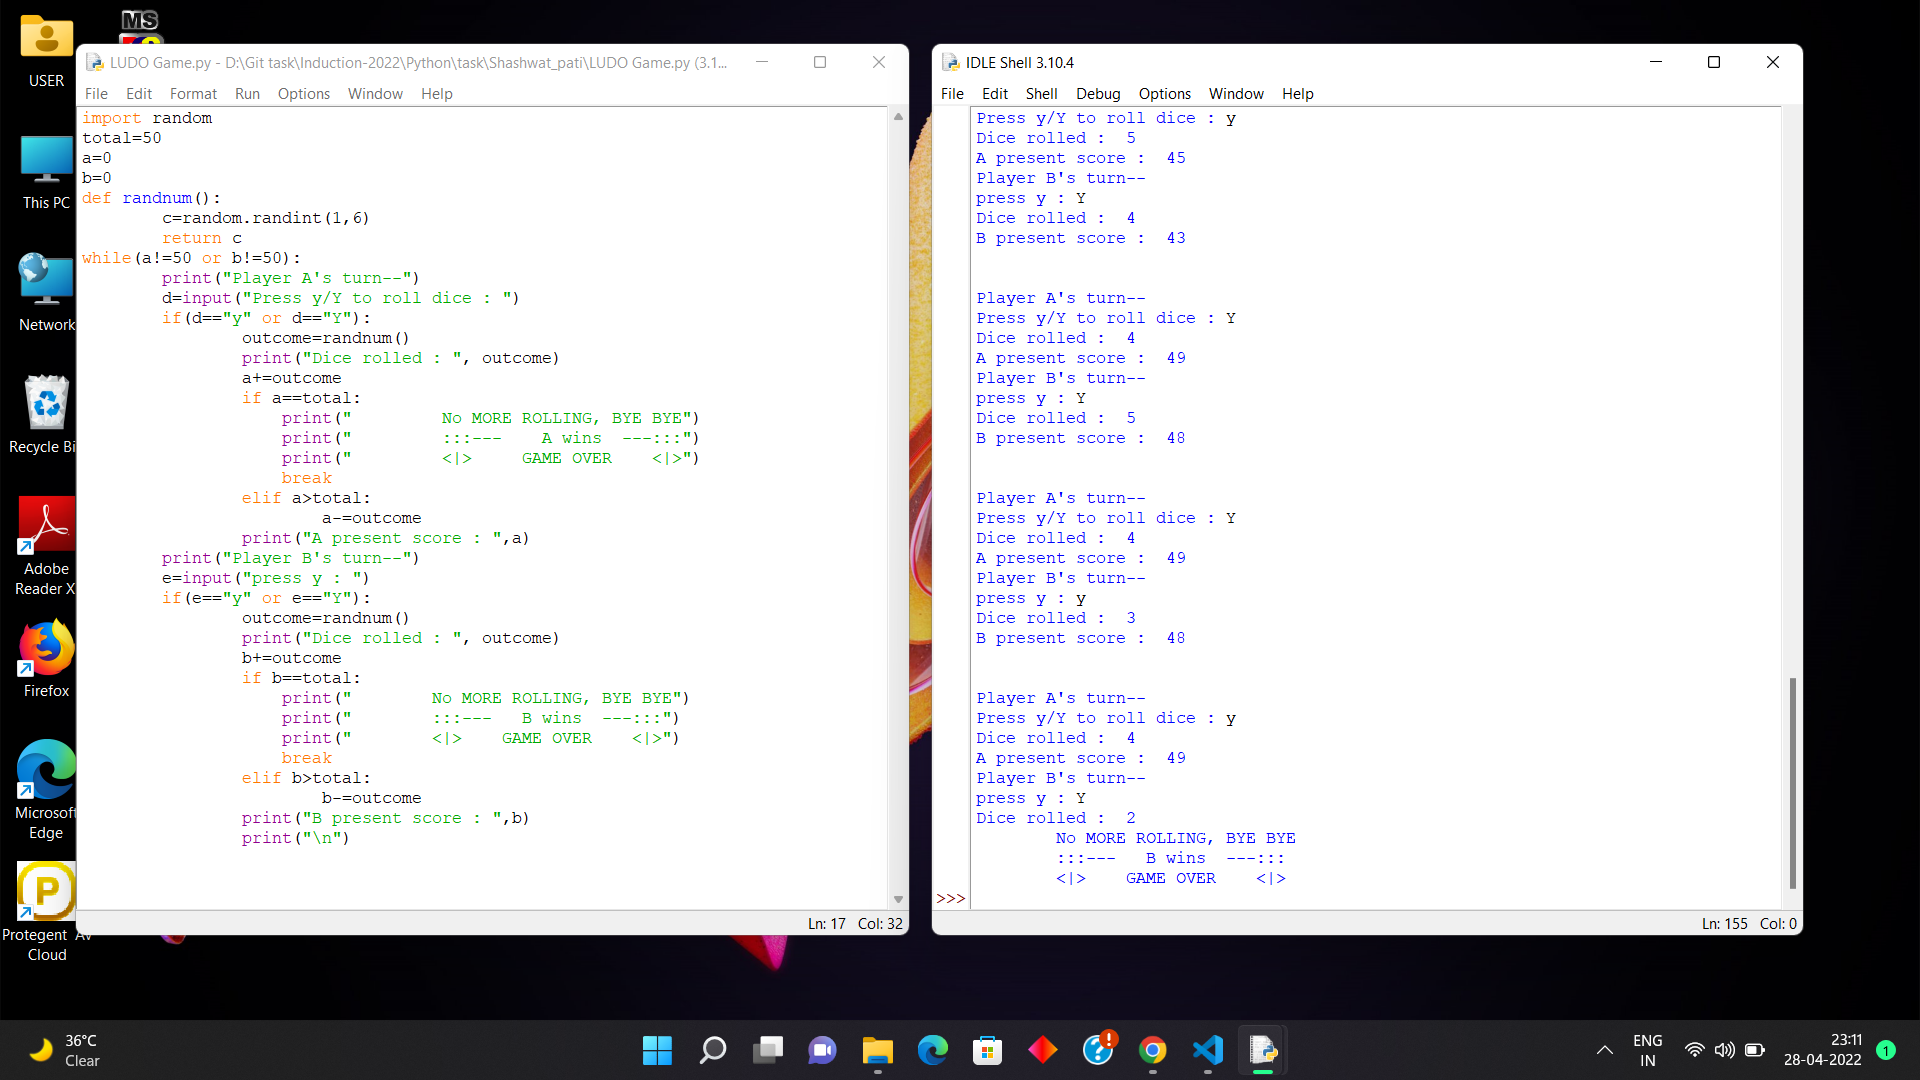 MS
USER
This PC
Network
Recycle Bi
Adobe
Reader X
Firefox
Microsoft
Edge
Protegent AV
Cloud
LUDO Game.py - D:\Git task\Induction-2022\Python\task\Shashwat_pati\LUDO Game.py (3.1...
File Edit Format Run Options Window Help
import random
total=50
a=0
b=0
def randnum():
        c=random.randint(1,6)
        return c
while(a!=50 or b!=50):
        print("Player A's turn--")
        d=input("Press y/Y to roll dice : ")
        if(d=="y" or d=="Y"):
                outcome=randnum()
                print("Dice rolled : ", outcome)
                a+=outcome
                if a==total:
                    print("         No MORE ROLLING, BYE BYE")
                    print("         :::---    A wins  ---:::")
                    print("         <|>     GAME OVER    <|>")
                    break
                elif a>total:
                        a-=outcome
                print("A present score : ",a)
        print("Player B's turn--")
        e=input("press y : ")
        if(e=="y" or e=="Y"):
                outcome=randnum()
                print("Dice rolled : ", outcome)
                b+=outcome
                if b==total:
                    print("        No MORE ROLLING, BYE BYE")
                    print("        :::---   B wins  ---:::")
                    print("        <|>    GAME OVER    <|>")
                    break
                elif b>total:
                        b-=outcome
                print("B present score : ",b)
                print("\n")
Ln: 17 Col: 32
IDLE Shell 3.10.4
File Edit Shell Debug Options Window Help
Press y/Y to roll dice : y
Dice rolled :  5
A present score :  45
Player B's turn--
press y : Y
Dice rolled :  4
B present score :  43
Player A's turn--
Press y/Y to roll dice : Y
Dice rolled :  4
A present score :  49
Player B's turn--
press y : Y
Dice rolled :  5
B present score :  48
Player A's turn--
Press y/Y to roll dice : Y
Dice rolled :  4
A present score :  49
Player B's turn--
press y : y
Dice rolled :  3
B present score :  48
Player A's turn--
Press y/Y to roll dice : y
Dice rolled :  4
A present score :  49
Player B's turn--
press y : Y
Dice rolled :  2
        No MORE ROLLING, BYE BYE
        :::---   B wins  ---:::
        <|>    GAME OVER    <|>
>>>
Ln: 155 Col: 0
36°C
Clear
ENG
IN
23:11
28-04-2022
1